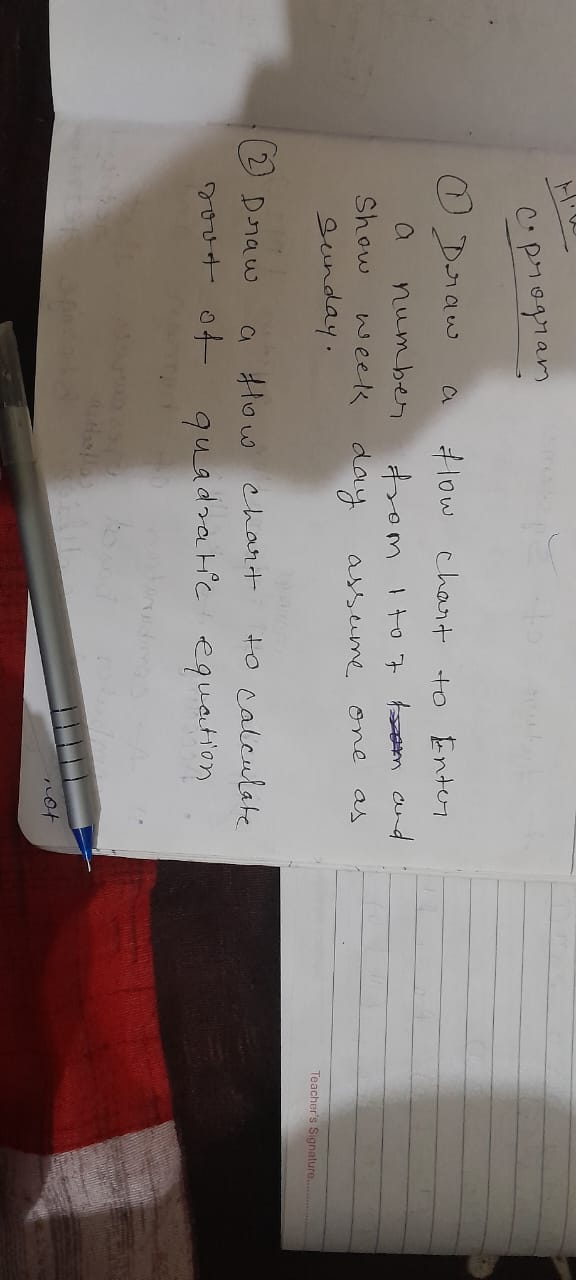 H.W
C. program
① Draw a flow chart to Enter
a number from 1 to 7 and
Show week day assume one as
Sunday.
② Draw a flow chart to calculate
root of quadratic equation
not
Teacher's Signature